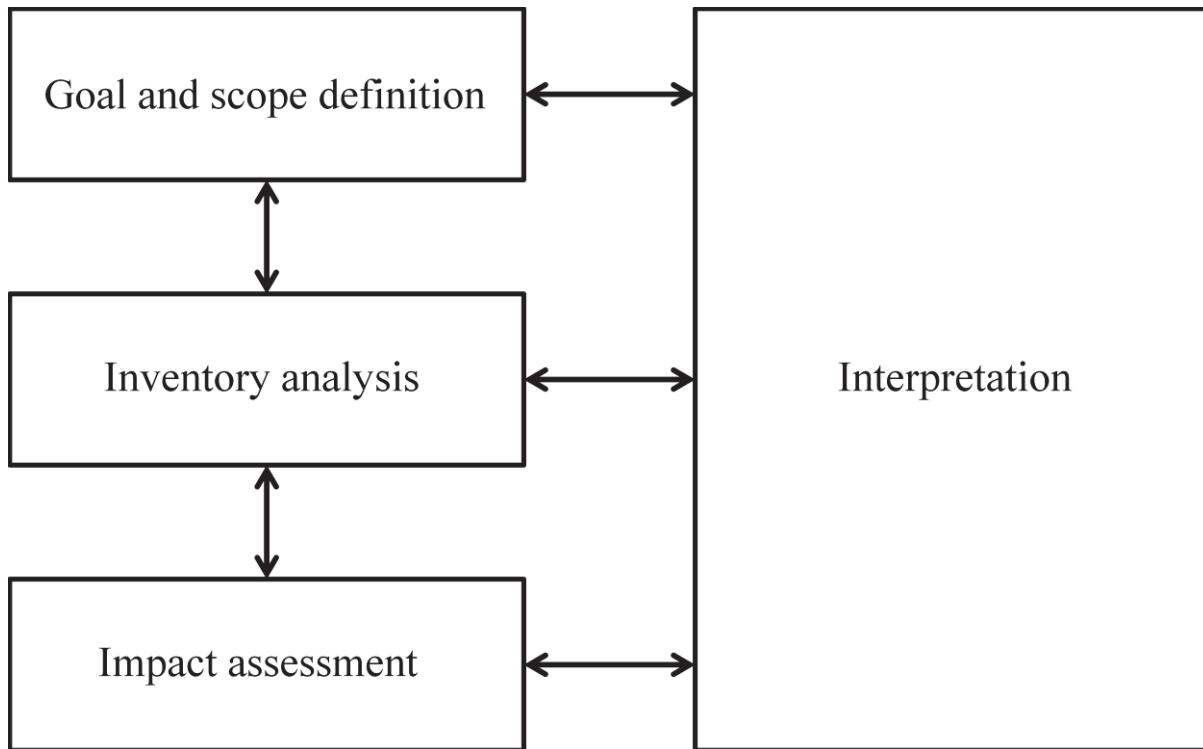 Goal and scope definition
Inventory analysis
Interpretation
Impact assessment